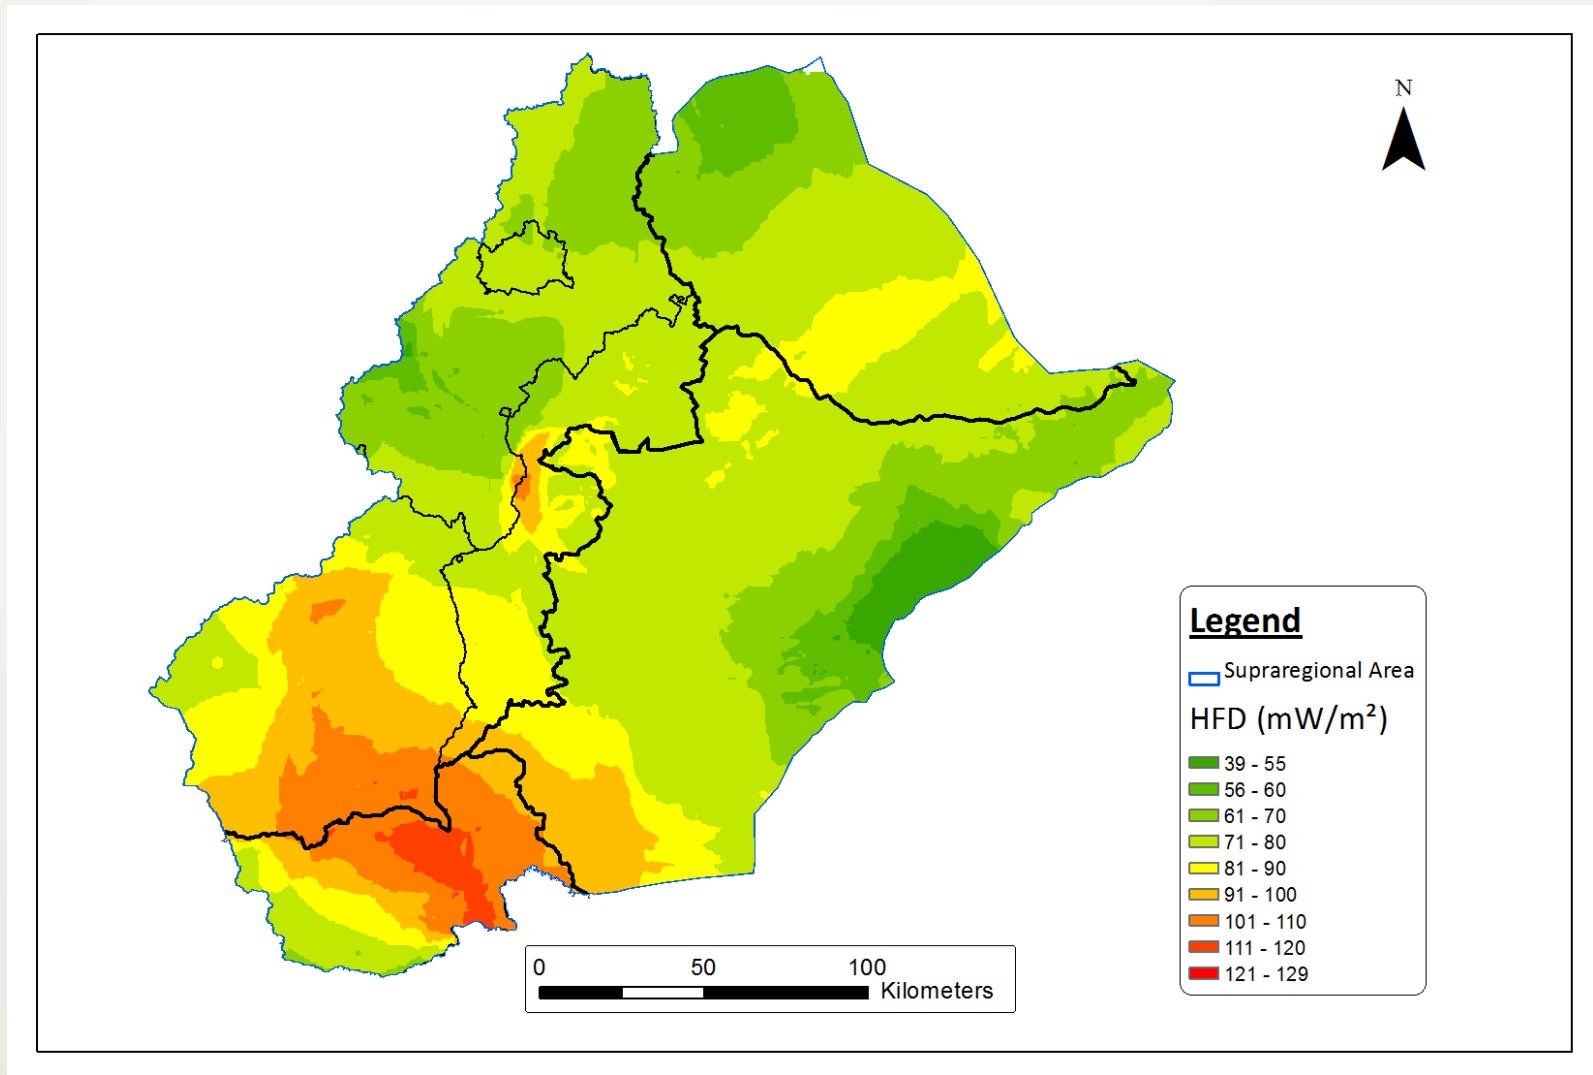 N
Legend
Supraregional Area
HFD (mW/m²)
39 - 55
56 - 60
61 - 70
71 - 80
81 - 90
91 - 100
101 - 110
111 - 120
121 - 129
0 50 100
Kilometers